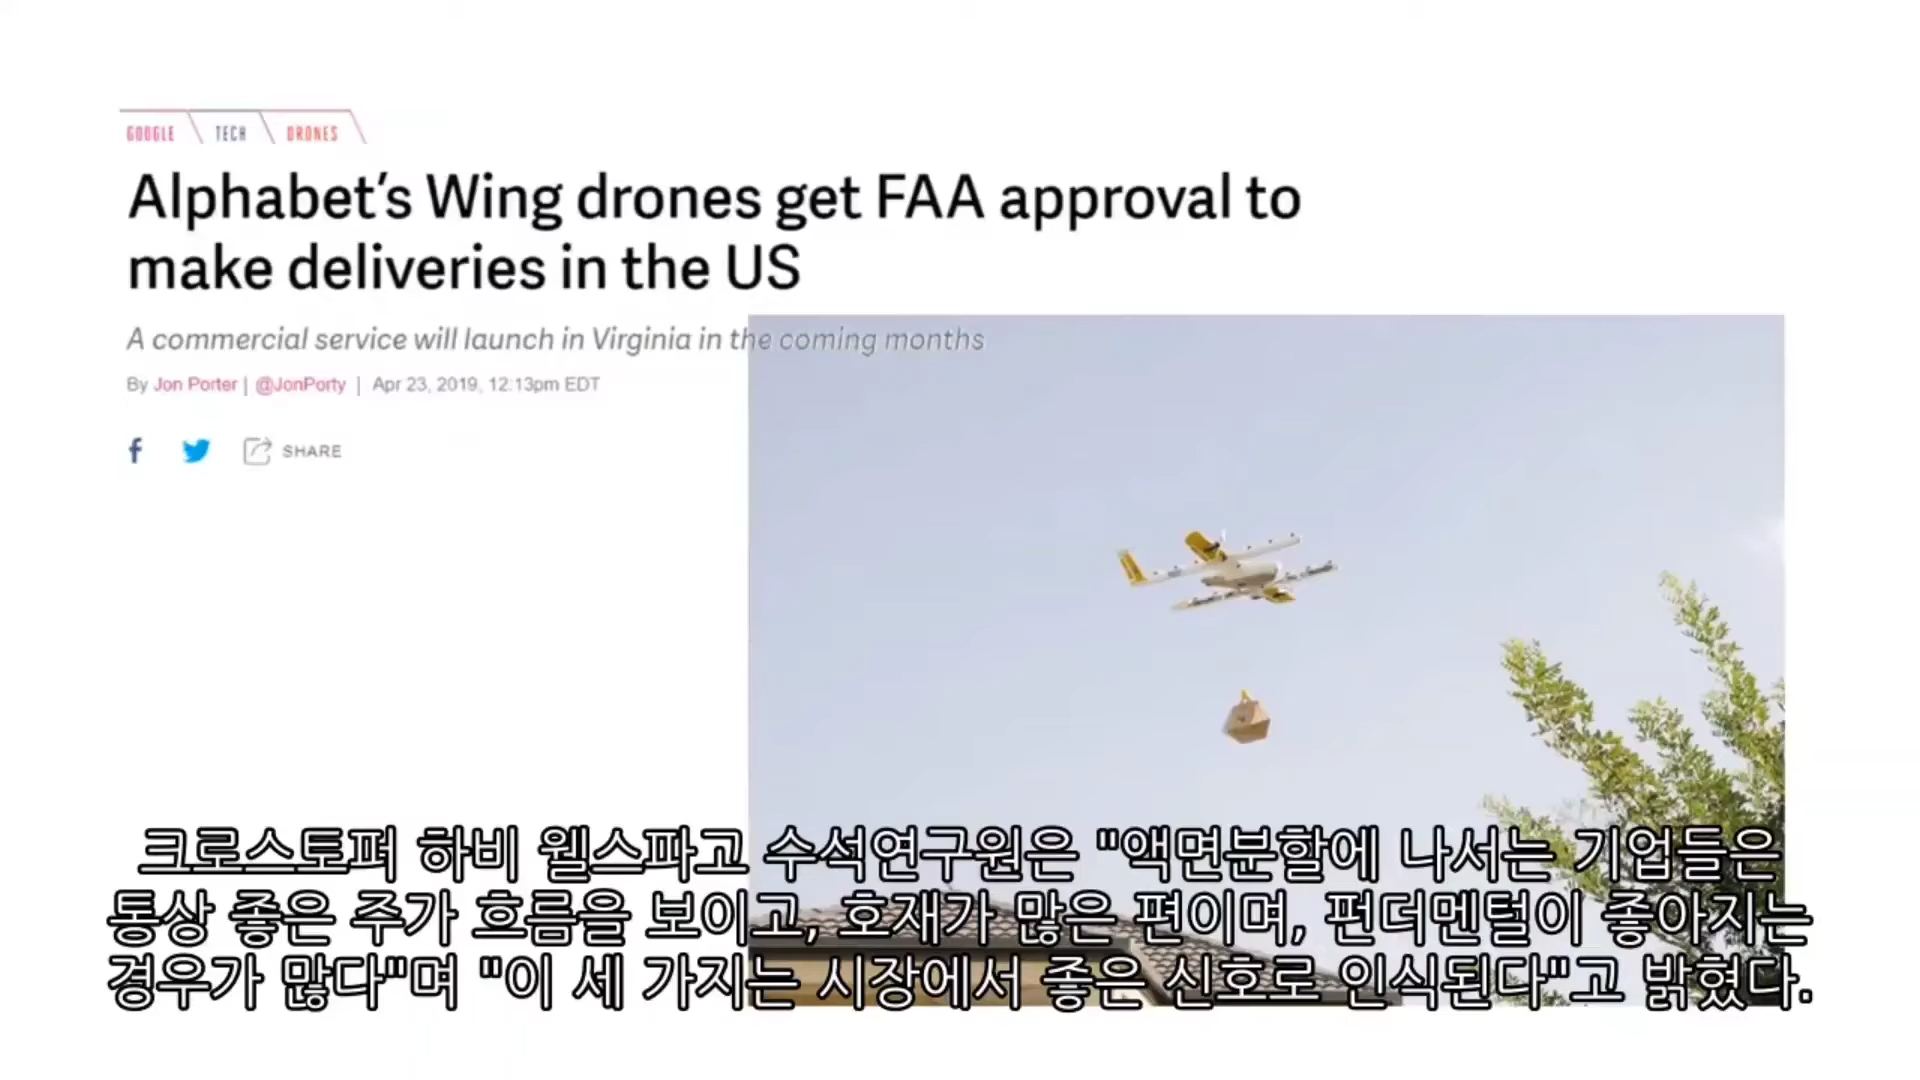 GOOGLE TECH DRONES
Alphabet's Wing drones get FAA approval to
make deliveries in the US
A commercial service will launch in Virginia in the coming months
By Jon Porter | @JonPorty | Apr 23, 2019, 12:13pm EDT
SHARE
크로스토퍼 하비 웰스파고 수석연구원은 "액면분할에 나서는 기업들은
통상 좋은 주가 흐름을 보이고, 호재가 많은 편이며, 펀더멘털이 좋아지는
경우가 많다"며 "이 세 가지는 시장에서 좋은 신호로 인식된다"고 밝혔다.